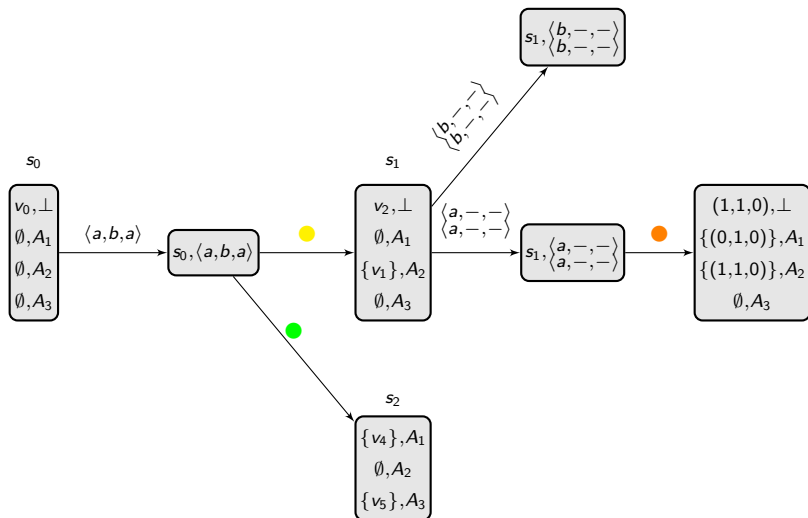 s₁,⟨b,−,−⟩
⟨b,−,−⟩
⟨b,−,−⟩
⟨b,−,−⟩
s₀
s₁
v₀,⊥
∅,A₁
∅,A₂
∅,A₃
⟨a,b,a⟩
s₀,⟨a,b,a⟩
v₂,⊥
∅,A₁
{v₁},A₂
∅,A₃
⟨a,−,−⟩
⟨a,−,−⟩
s₁,⟨a,−,−⟩
⟨a,−,−⟩
(1,1,0),⊥
{(0,1,0)},A₁
{(1,1,0)},A₂
∅,A₃
s₂
{v₄},A₁
∅,A₂
{v₅},A₃